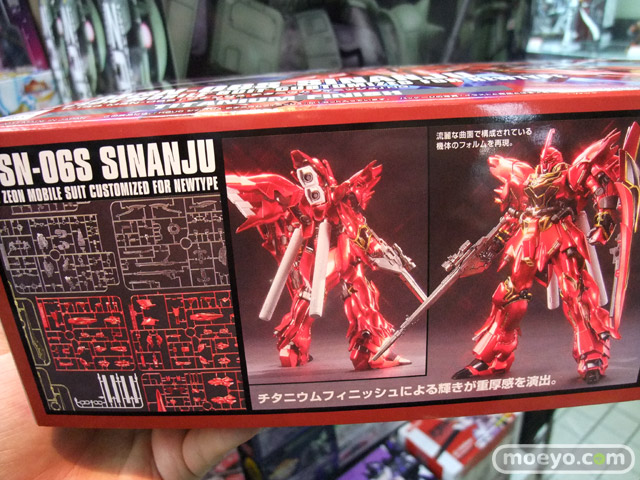 SN-06S SINANJU
ZEON MOBILE SUIT CUSTOMIZED FOR NEWTYPE
流麗な曲面で構成されている
機体のフォルムを再現。
チタニウムフィニッシュによる輝きが重厚感を演出。
moeyo.com